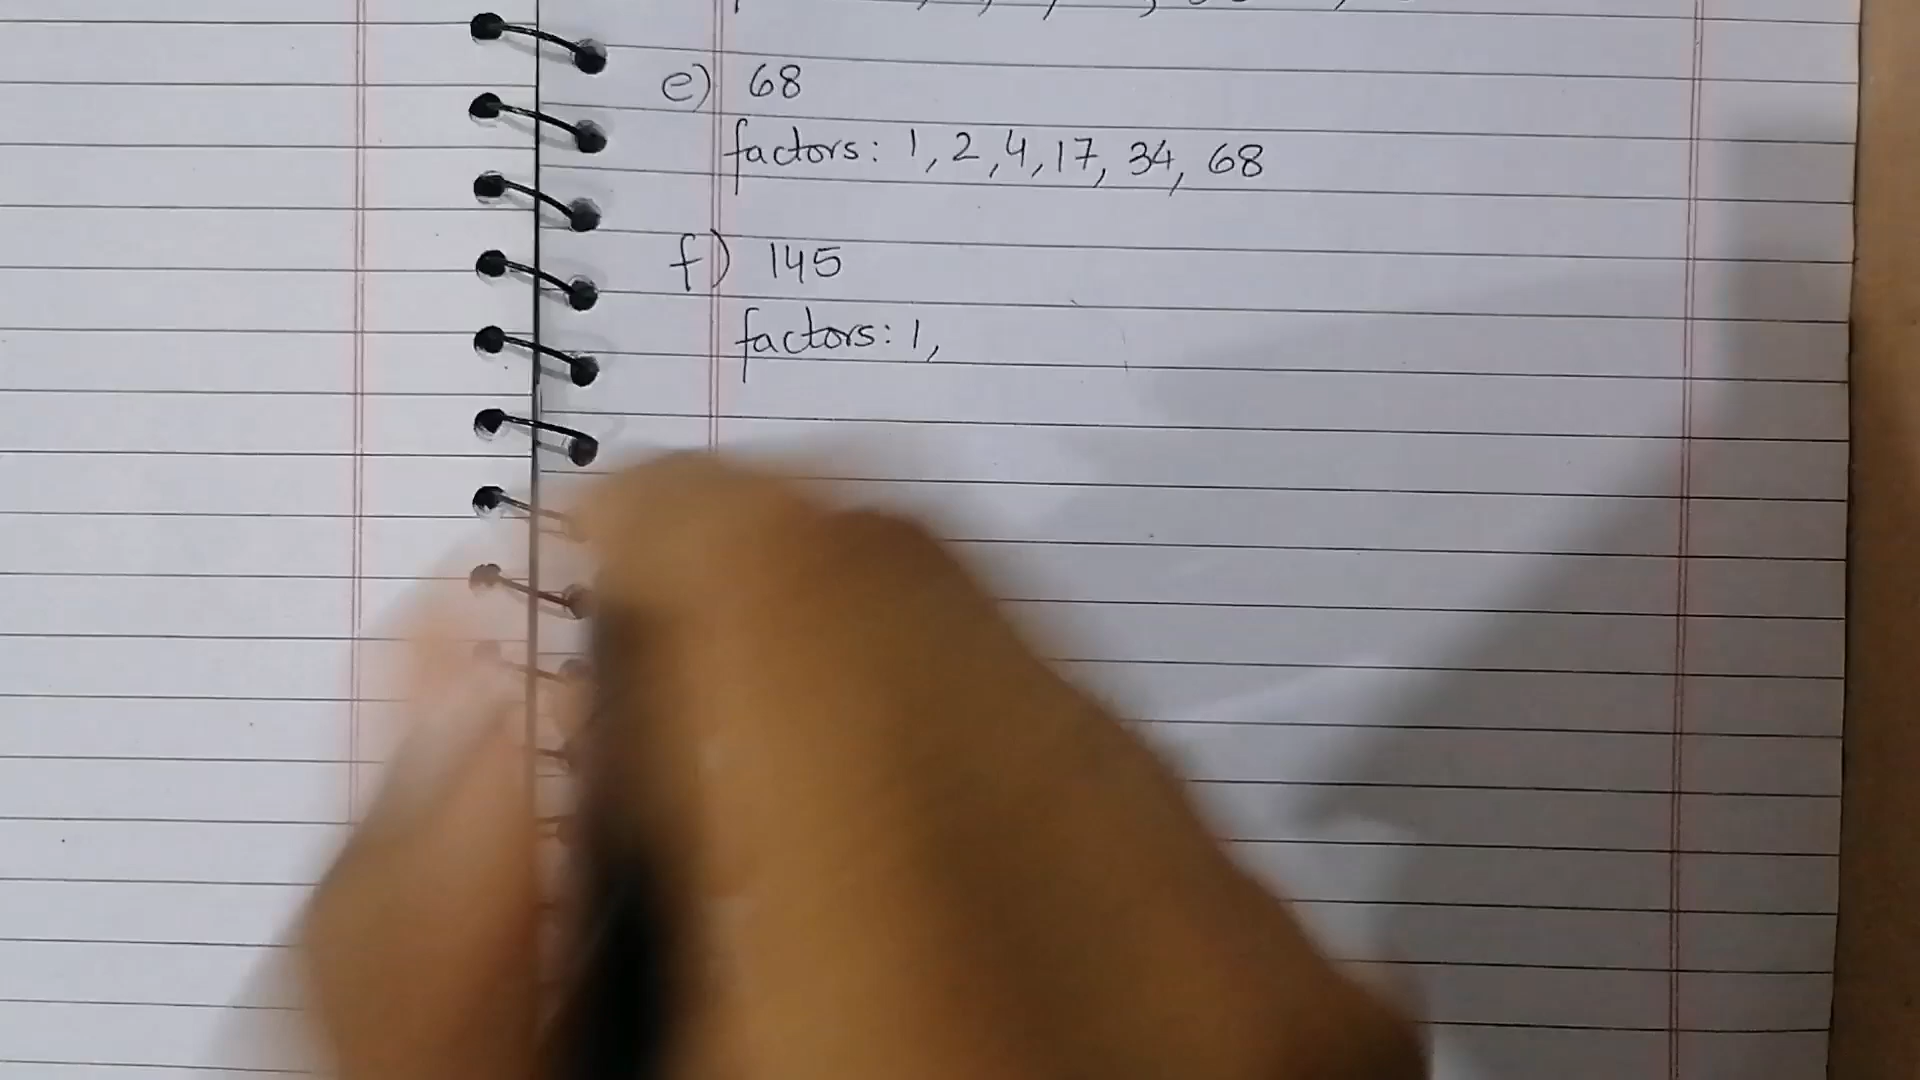 e) 68
factors: 1, 2, 4, 17, 34, 68
f) 145
factors: 1,